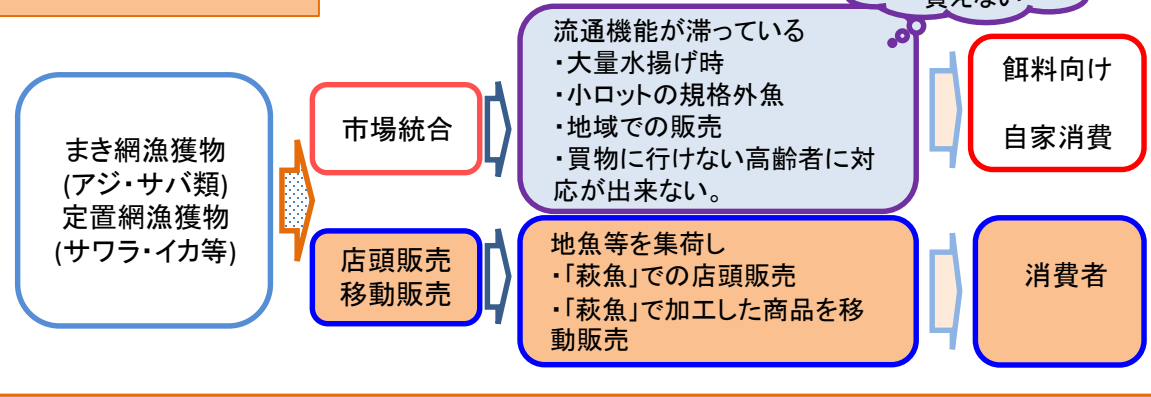 買えない
流通機能が滞っている
・大量水揚げ時
・小ロットの規格外魚
・地域での販売
・買物に行けない高齢者に対
応が出来ない。
餌料向け
自家消費
市場統合
まき網漁獲物
(アジ・サバ類)
定置網漁獲物
(サワラ・イカ等)
店頭販売
移動販売
地魚等を集荷し
・「萩魚」での店頭販売
・「萩魚」で加工した商品を移
動販売
消費者